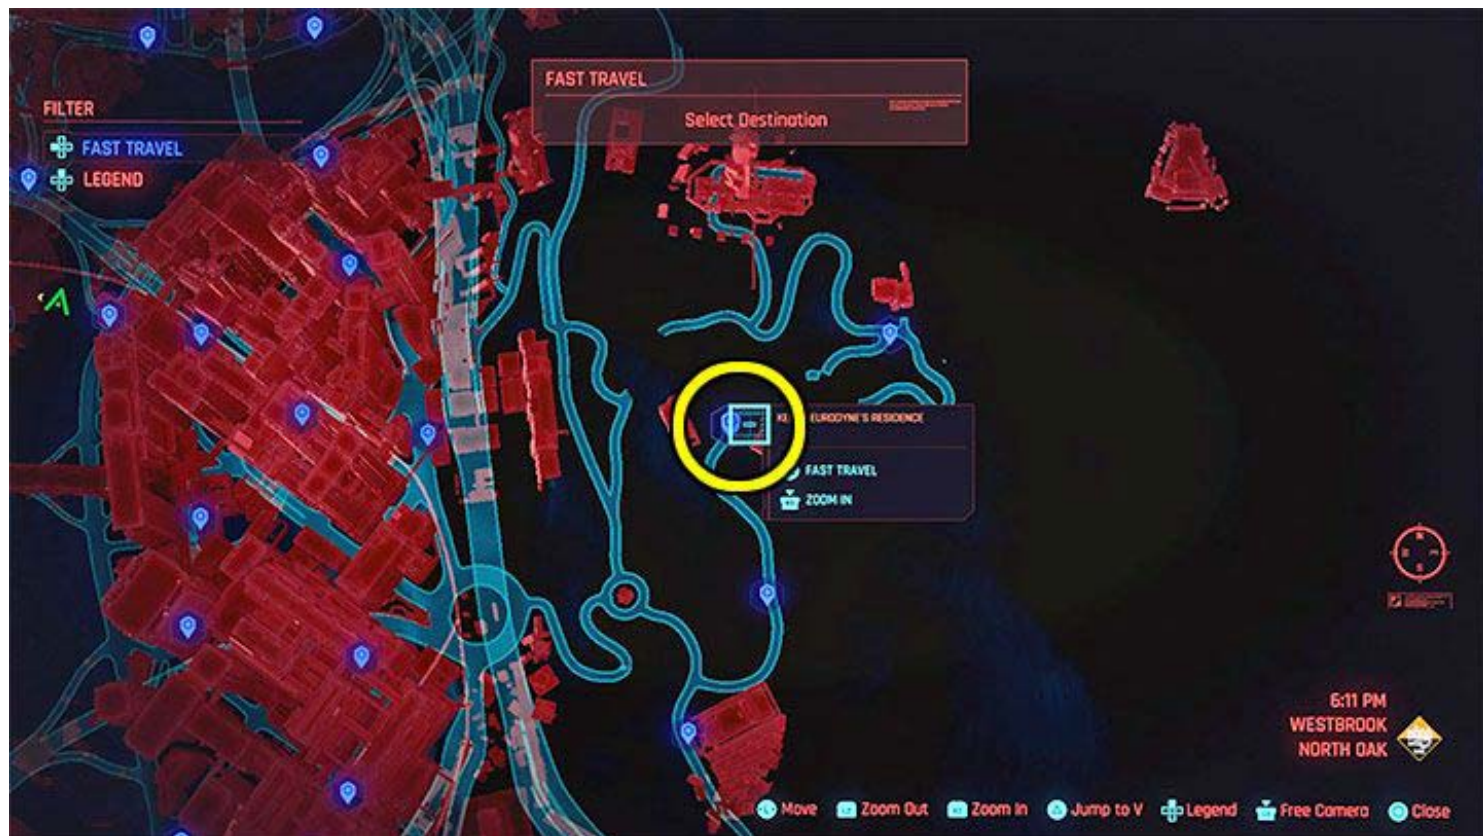 FAST TRAVEL
Select Destination
FILTER
FAST TRAVEL
LEGEND
EURODYNE'S RESIDENCE
FAST TRAVEL
ZOOM IN
N
S
6:11 PM
WESTBROOK
NORTH OAK
Move Zoom Out Zoom In Jump to V Legend Free Camera Close